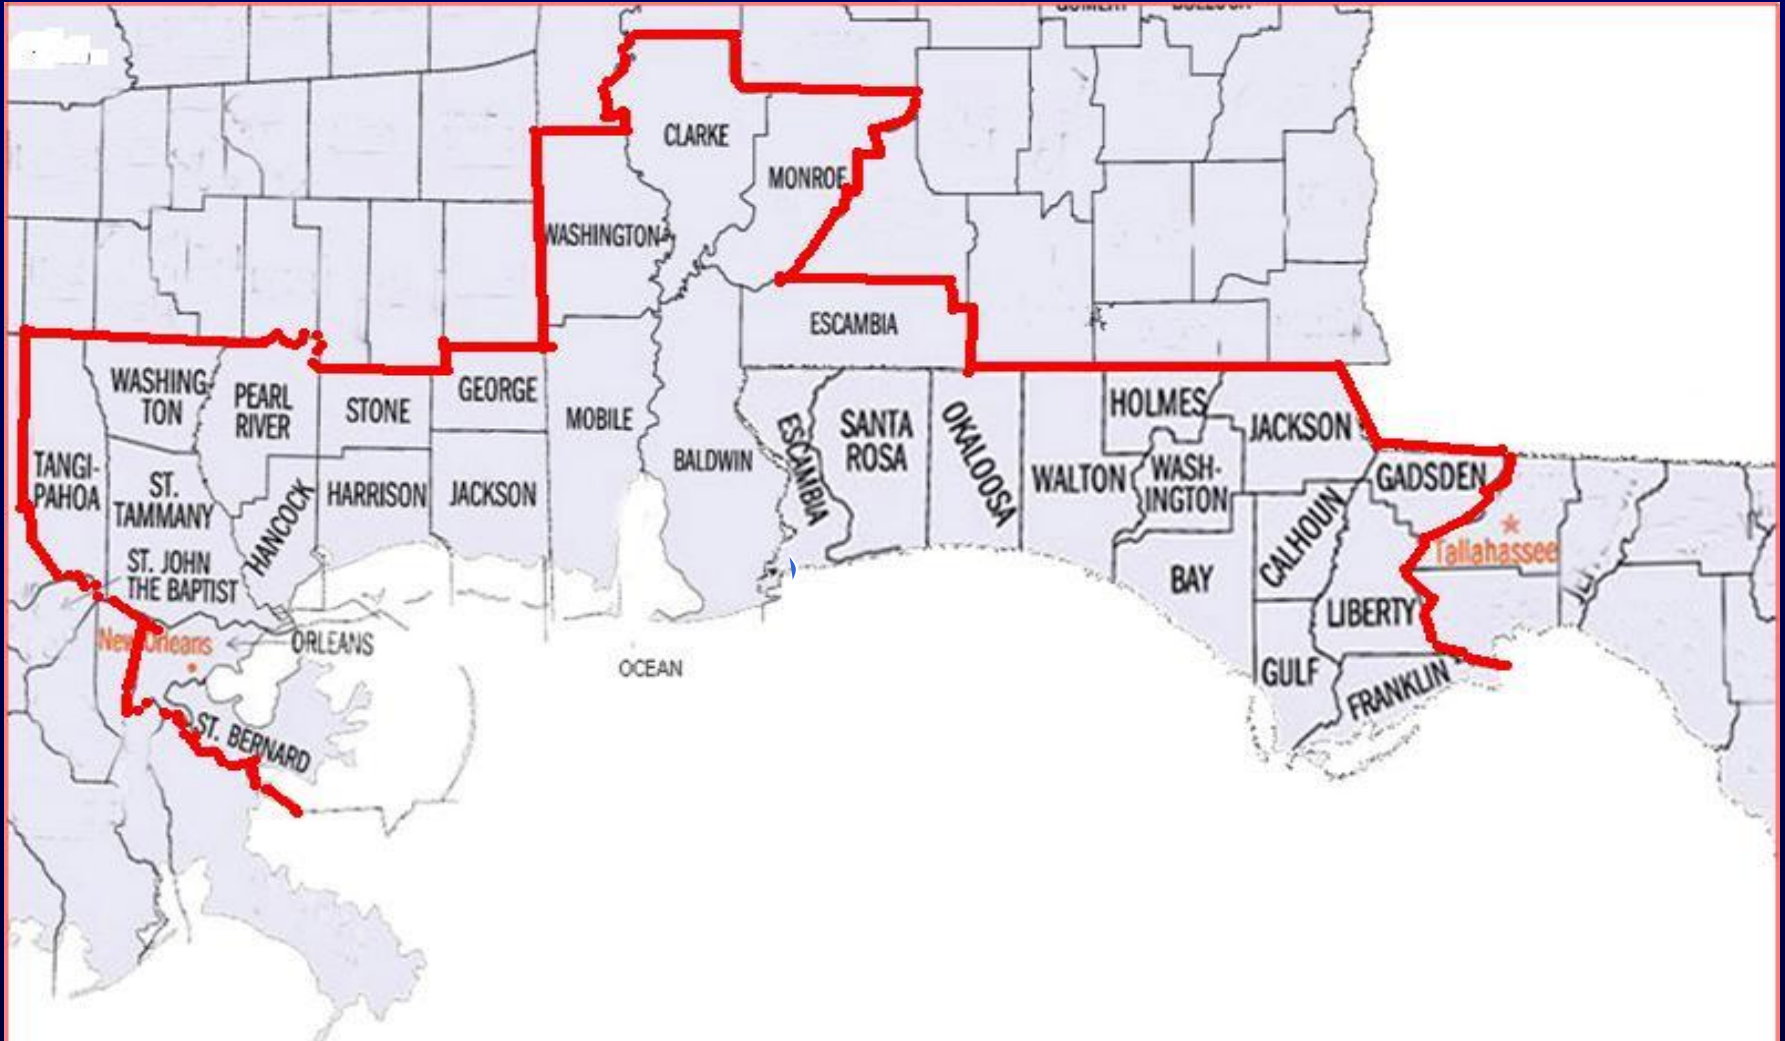 CLARKE
MONROE
WASHINGTON
ESCAMBIA
WASHING-
TON
PEARL
RIVER
STONE
GEORGE
MOBILE
BALDWIN
ESCAMBIA
SANTA
ROSA
OKALOOSA
WALTON
HOLMES
WASH-
INGTON
JACKSON
GADSDEN
TANGI-
PAHOA
ST.
TAMMANY
HANCOCK
HARRISON
JACKSON
CALHOUN
Tallahassee
ST. JOHN
THE BAPTIST
BAY
LIBERTY
New Orleans
ORLEANS
OCEAN
GULF
FRANKLIN
ST. BERNARD